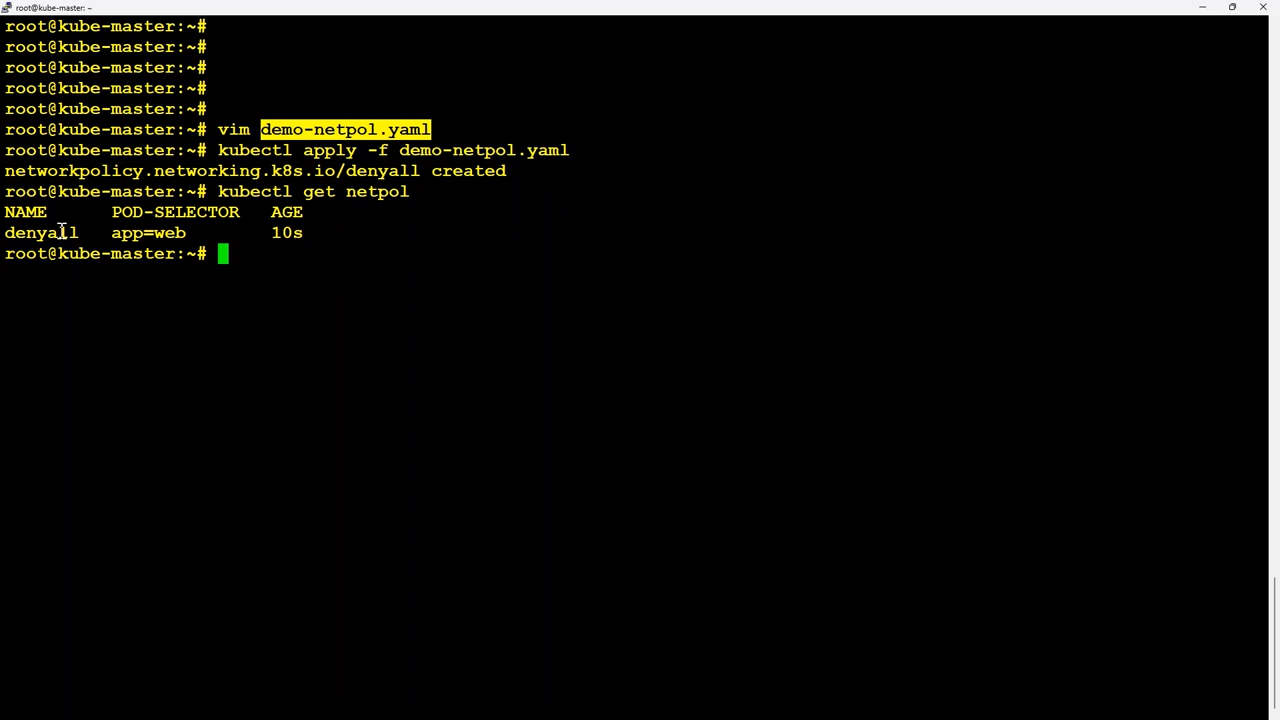 root@kube-master: ~
root@kube-master:~#
root@kube-master:~#
root@kube-master:~#
root@kube-master:~#
root@kube-master:~#
root@kube-master:~# vim demo-netpol.yaml
root@kube-master:~# kubectl apply -f demo-netpol.yaml
networkpolicy.networking.k8s.io/denyall created
root@kube-master:~# kubectl get netpol
NAME      POD-SELECTOR   AGE
denyall   app=web        10s
root@kube-master:~#